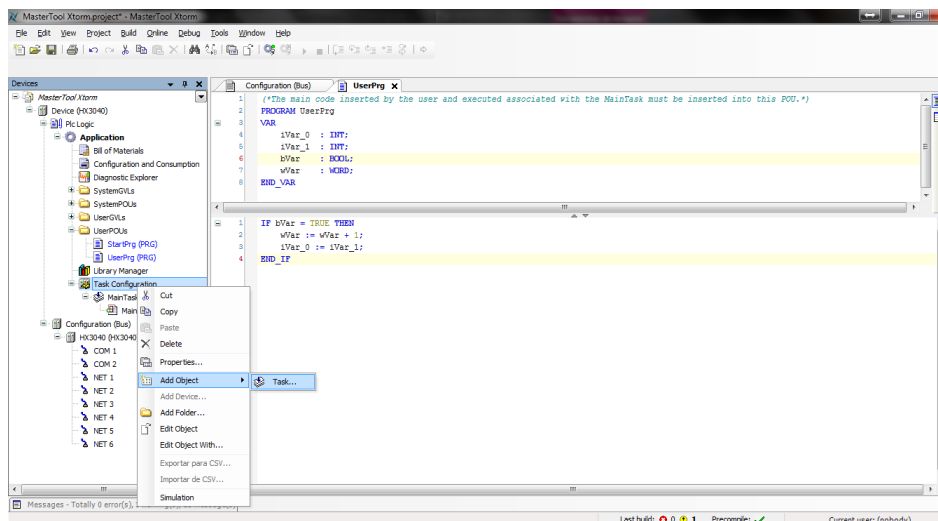 MasterTool Xtorm.project* - MasterTool Xtorm
File Edit View Project Build Online Debug Tools Window Help
Devices
MasterTool Xtorm
Device (HX3040)
Plc Logic
Application
Bill of Materials
Configuration and Consumption
Diagnostic Explorer
SystemGVLs
SystemPOUs
UserGVLs
UserPOUs
StartPrg (PRG)
UserPrg (PRG)
Library Manager
Task Configuration
MainTask
Main
Configuration (Bus)
HX3040 (HX3040
COM 1
COM 2
NET 1
NET 2
NET 3
NET 4
NET 5
NET 6
Cut
Copy
Paste
Delete
Properties...
Add Object
Add Device...
Add Folder...
Edit Object
Edit Object With...
Exportar para CSV...
Importar de CSV...
Simulation
Task...
Configuration (Bus) UserPrg X
1 (*The main code inserted by the user and executed associated with the MainTask must be inserted into this POU.*)
2 PROGRAM UserPrg
3 VAR
4 iVar_0 : INT;
5 iVar_1 : INT;
6 bVar : BOOL;
7 wVar : WORD;
8 END_VAR
1 IF bVar = TRUE THEN
2 wVar := wVar + 1;
3 iVar_0 := iVar_1;
4 END_IF
Messages - Totally 0 error(s),
Last build: 0 1 Precompile: Current user: (nobody)